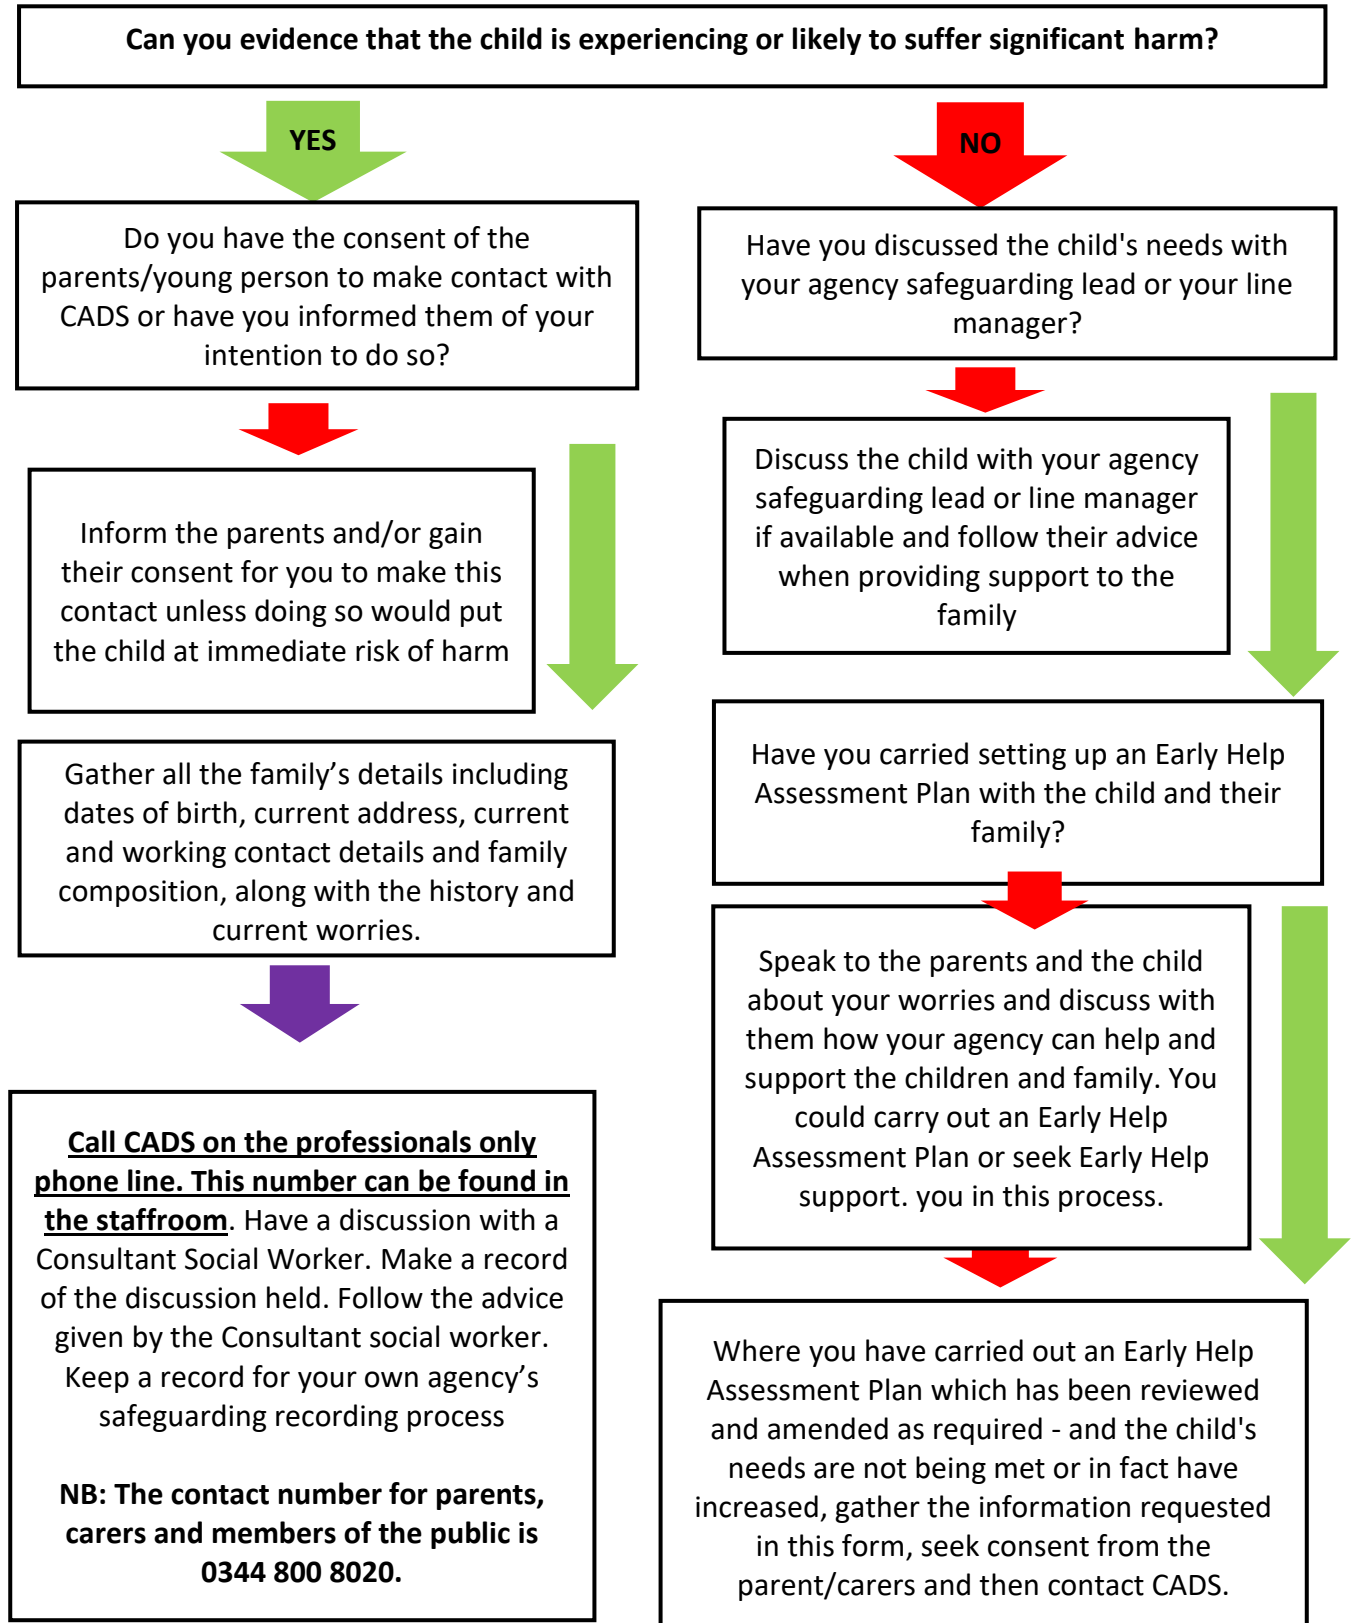 Can you evidence that the child is experiencing or likely to suffer significant harm?
YES
NO
Do you have the consent of the
parents/young person to make contact with
CADS or have you informed them of your
intention to do so?
Inform the parents and/or gain
their consent for you to make this
contact unless doing so would put
the child at immediate risk of harm
Gather all the family’s details including
dates of birth, current address, current
and working contact details and family
composition, along with the history and
current worries.
Call CADS on the professionals only
phone line. This number can be found in
the staffroom. Have a discussion with a
Consultant Social Worker. Make a record
of the discussion held. Follow the advice
given by the Consultant social worker.
Keep a record for your own agency’s
safeguarding recording process
NB: The contact number for parents,
carers and members of the public is
0344 800 8020.
Have you discussed the child's needs with
your agency safeguarding lead or your line
manager?
Discuss the child with your agency
safeguarding lead or line manager
if available and follow their advice
when providing support to the
family
Have you carried setting up an Early Help
Assessment Plan with the child and their
family?
Speak to the parents and the child
about your worries and discuss with
them how your agency can help and
support the children and family. You
could carry out an Early Help
Assessment Plan or seek Early Help
support. you in this process.
Where you have carried out an Early Help
Assessment Plan which has been reviewed
and amended as required - and the child's
needs are not being met or in fact have
increased, gather the information requested
in this form, seek consent from the
parent/carers and then contact CADS.